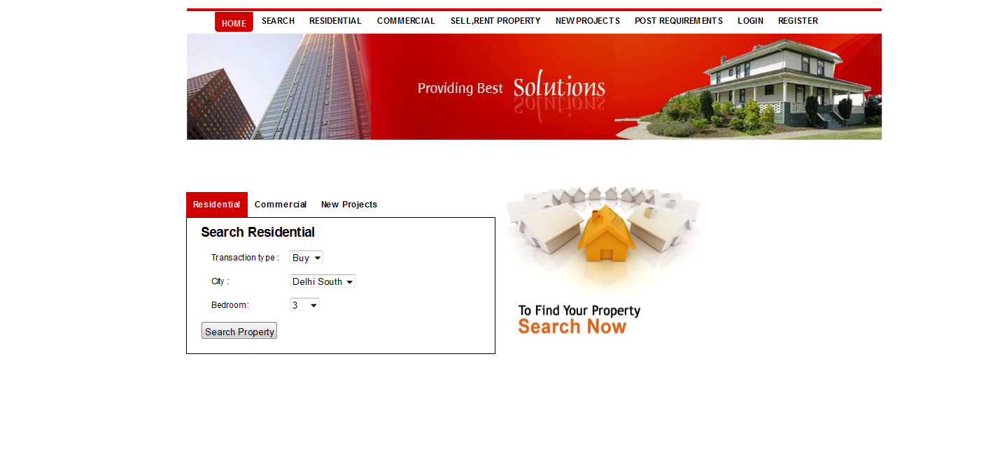 HOME SEARCH RESIDENTIAL COMMERCIAL SELL,RENT PROPERTY NEW PROJECTS POST REQUIREMENTS LOGIN REGISTER
Providing Best Solutions
Residential Commercial New Projects
Search Residential
Transaction type : Buy
City : Delhi South
Bedroom: 3
Search Property
To Find Your Property
Search Now